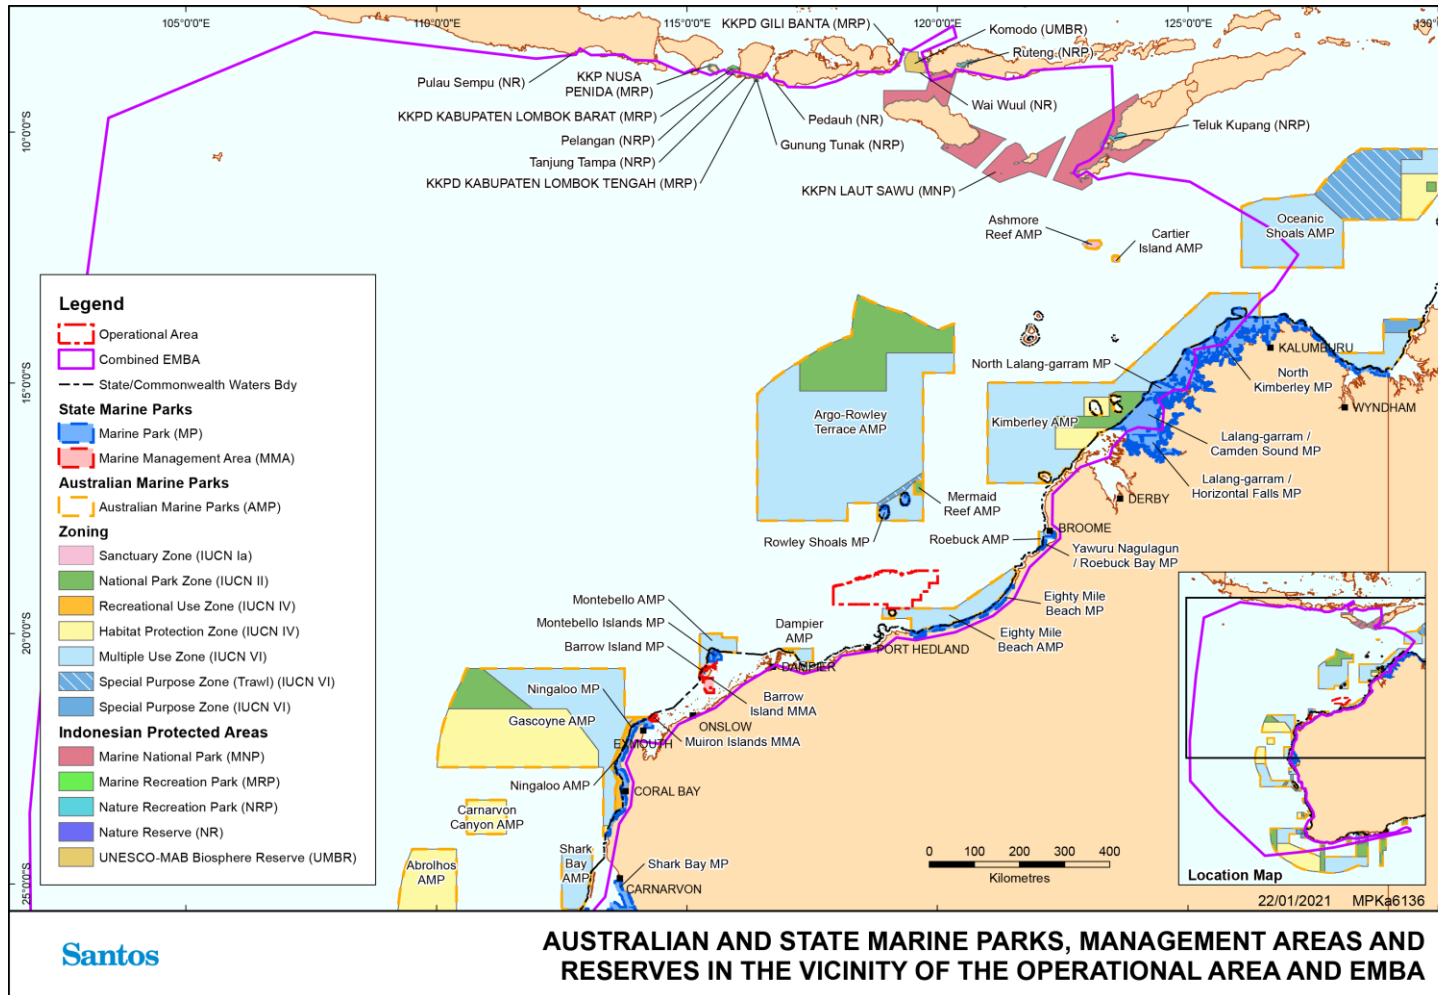 105°0'0"E
110°0'0"E
115°0'0"E
120°0'0"E
125°0'0"E
10°0'0"S
15°0'0"S
20°0'0"S
25°0'0"S
KKPD GILI BANTA (MRP)
Komodo (UMBR)
Ruteng (NRP)
Pulau Sempu (NR)
KKP NUSA
PENIDA (MRP)
Wai Wuul (NR)
KKPD KABUPATEN LOMBOK BARAT (MRP)
Pedauh (NR)
Teluk Kupang (NRP)
Pelangan (NRP)
Gunung Tunak (NRP)
Tanjung Tampa (NRP)
KKPD KABUPATEN LOMBOK TENGAH (MRP)
KKPN LAUT SAWU (MNP)
Ashmore
Reef AMP
Cartier
Island AMP
Oceanic
Shoals AMP
North Lalang-garram MP
KALUMBURU
North
Kimberley MP
WYNDHAM
Argo-Rowley
Terrace AMP
Kimberley AMP
Lalang-garram /
Camden Sound MP
Lalang-garram /
Horizontal Falls MP
Mermaid
Reef AMP
DERBY
Rowley Shoals MP
Roebuck AMP
BROOME
Yawuru Nagulagun
/ Roebuck Bay MP
Eighty Mile
Beach MP
Eighty Mile
Beach AMP
Montebello AMP
Montebello Islands MP
Barrow Island MP
Dampier
AMP
PORT HEDLAND
DAMPIER
Ningaloo MP
Barrow
Island MMA
Gascoyne AMP
ONSLOW
EXMOUTH
Muiron Islands MMA
Ningaloo AMP
CORAL BAY
Carnarvon
Canyon AMP
Abrolhos
AMP
Shark
Bay
AMP
Shark Bay MP
CARNARVON
Legend
Operational Area
Combined EMBA
State/Commonwealth Waters Bdy
State Marine Parks
Marine Park (MP)
Marine Management Area (MMA)
Australian Marine Parks
Australian Marine Parks (AMP)
Zoning
Sanctuary Zone (IUCN Ia)
National Park Zone (IUCN II)
Recreational Use Zone (IUCN IV)
Habitat Protection Zone (IUCN IV)
Multiple Use Zone (IUCN VI)
Special Purpose Zone (Trawl) (IUCN VI)
Special Purpose Zone (IUCN VI)
Indonesian Protected Areas
Marine National Park (MNP)
Marine Recreation Park (MRP)
Nature Recreation Park (NRP)
Nature Reserve (NR)
UNESCO-MAB Biosphere Reserve (UMBR)
0 100 200 300 400
Kilometres
Location Map
22/01/2021 MPKa6136
Santos
AUSTRALIAN AND STATE MARINE PARKS, MANAGEMENT AREAS AND
RESERVES IN THE VICINITY OF THE OPERATIONAL AREA AND EMBA